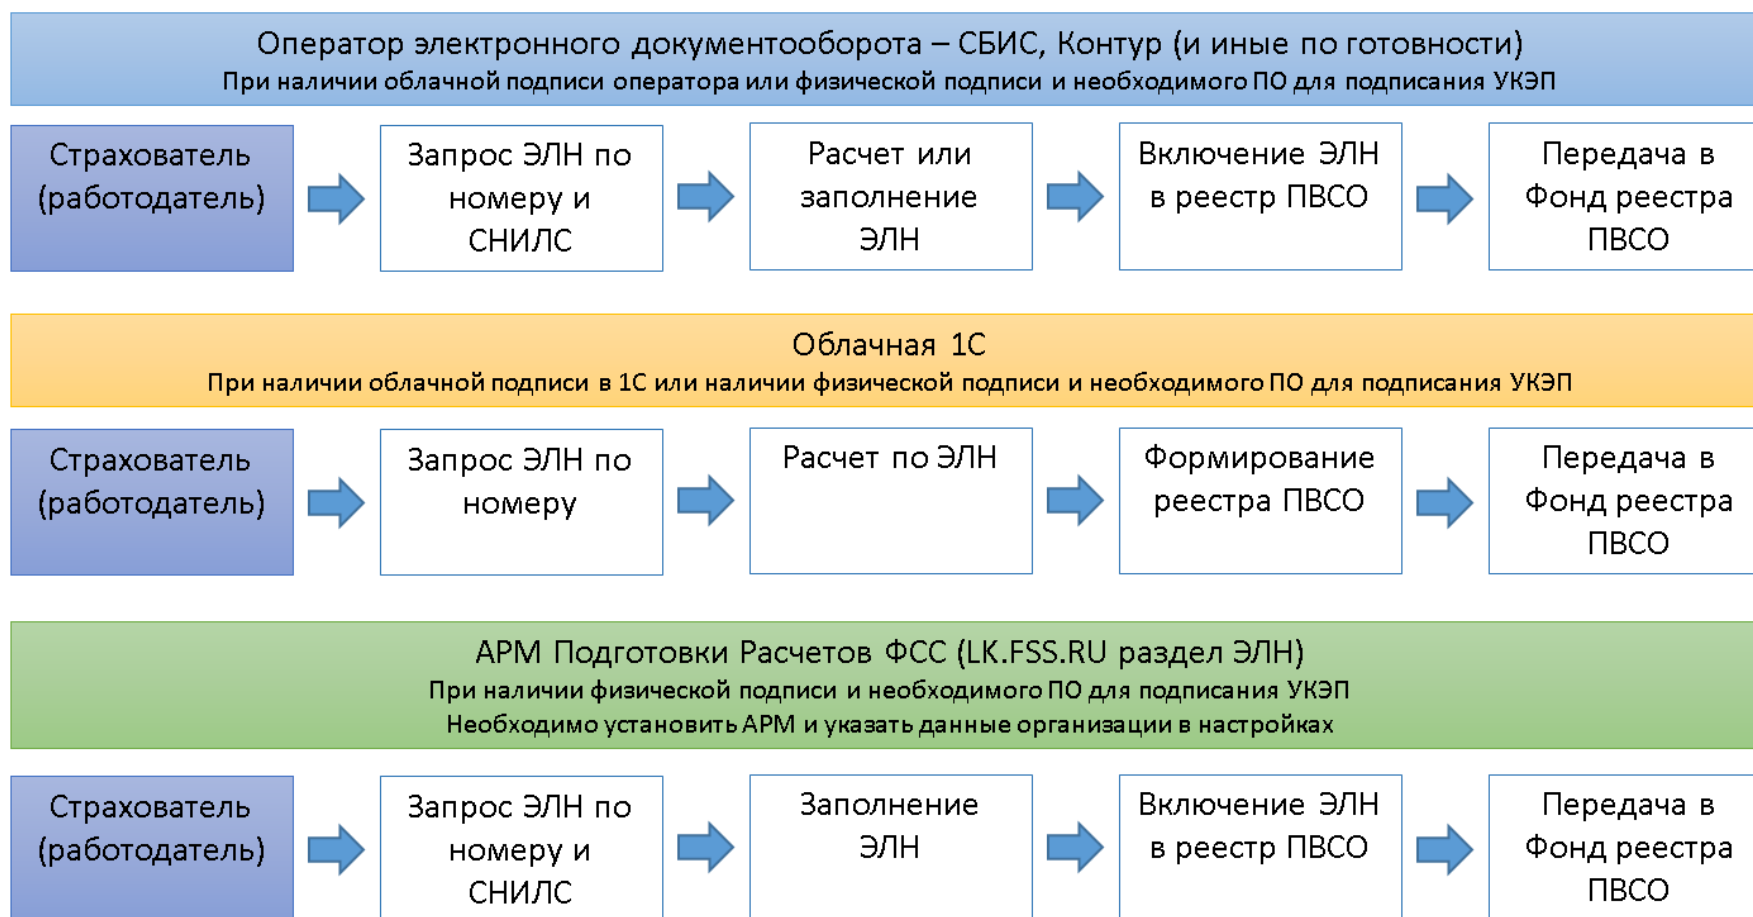 Оператор электронного документооборота – СБИС, Контур (и иные по готовности)
При наличии облачной подписи оператора или физической подписи и необходимого ПО для подписания УКЭП
Страхователь
(работодатель)
Запрос ЭЛН по
номеру и
СНИЛС
Расчет или
заполнение
ЭЛН
Включение ЭЛН
в реестр ПВСО
Передача в
Фонд реестра
ПВСО
Облачная 1С
При наличии облачной подписи в 1С или наличии физической подписи и необходимого ПО для подписания УКЭП
Страхователь
(работодатель)
Запрос ЭЛН по
номеру
Расчет по ЭЛН
Формирование
реестра ПВСО
Передача в
Фонд реестра
ПВСО
АРМ Подготовки Расчетов ФСС (LK.FSS.RU раздел ЭЛН)
При наличии физической подписи и необходимого ПО для подписания УКЭП
Необходимо установить АРМ и указать данные организации в настройках
Страхователь
(работодатель)
Запрос ЭЛН по
номеру и
СНИЛС
Заполнение
ЭЛН
Включение ЭЛН
в реестр ПВСО
Передача в
Фонд реестра
ПВСО